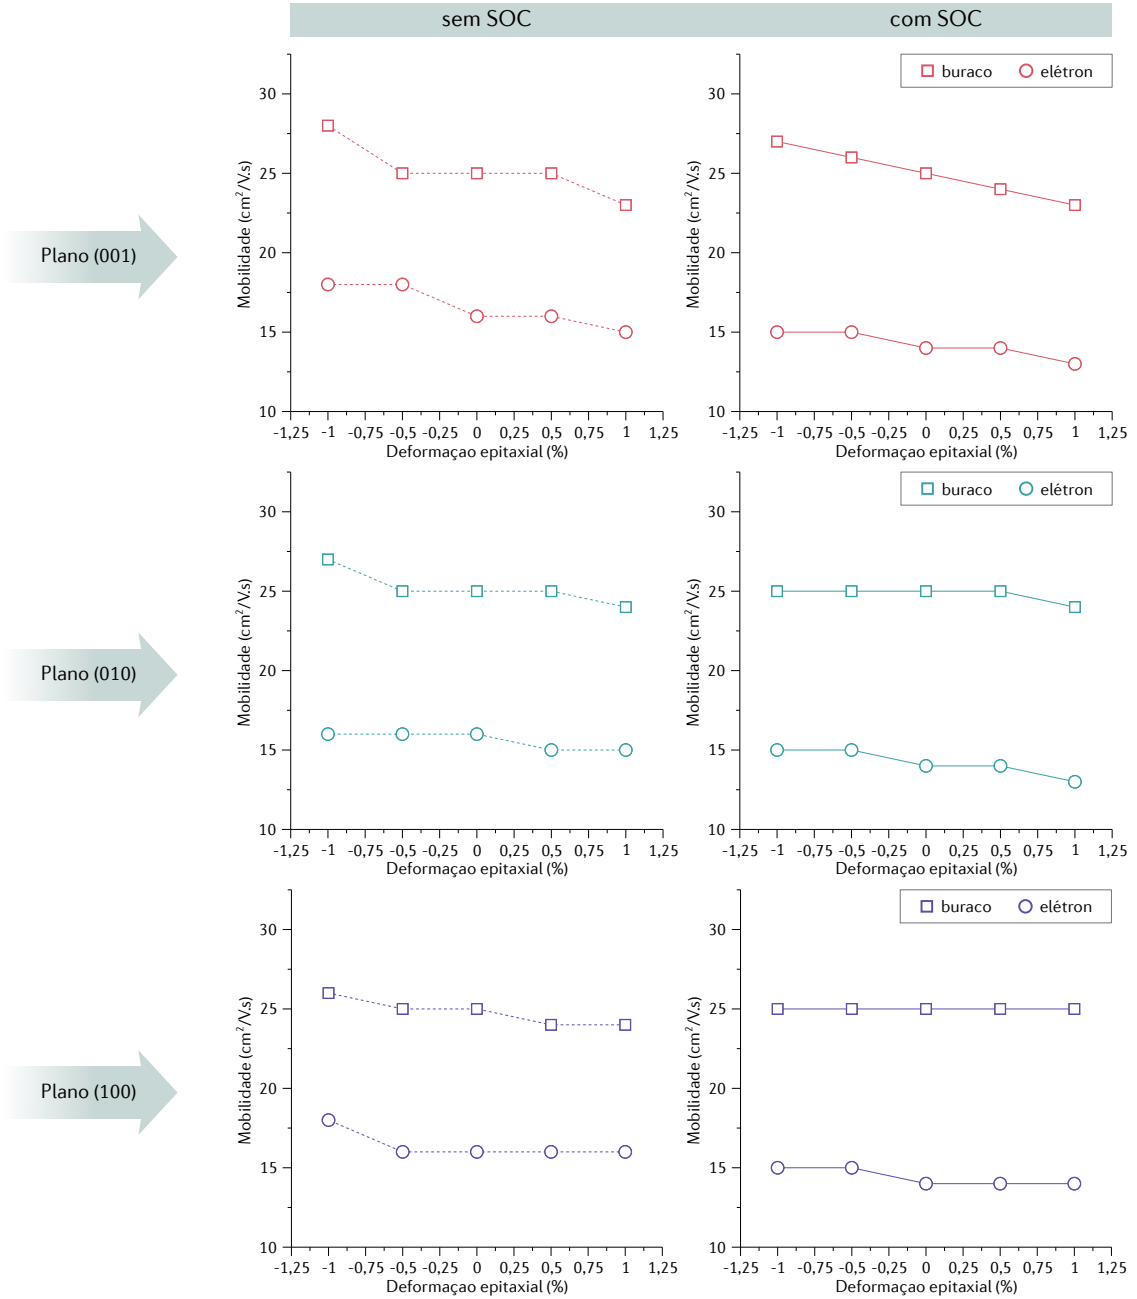 sem SOC
com SOC
Plano (001)
Mobilidade (cm²/V.s)
30
25
20
15
10
-1,25 -1 -0,75 -0,5 -0,25 0 0,25 0,5 0,75 1 1,25
Deformaçao epitaxial (%)
buraco elétron
Mobilidade (cm²/V.s)
30
25
20
15
10
-1,25 -1 -0,75 -0,5 -0,25 0 0,25 0,5 0,75 1 1,25
Deformaçao epitaxial (%)
Plano (010)
Mobilidade (cm²/V.s)
30
25
20
15
10
-1,25 -1 -0,75 -0,5 -0,25 0 0,25 0,5 0,75 1 1,25
Deformaçao epitaxial (%)
buraco elétron
Mobilidade (cm²/V.s)
30
25
20
15
10
-1,25 -1 -0,75 -0,5 -0,25 0 0,25 0,5 0,75 1 1,25
Deformaçao epitaxial (%)
Plano (100)
Mobilidade (cm²/V.s)
30
25
20
15
10
-1,25 -1 -0,75 -0,5 -0,25 0 0,25 0,5 0,75 1 1,25
Deformaçao epitaxial (%)
buraco elétron
Mobilidade (cm²/V.s)
30
25
20
15
10
-1,25 -1 -0,75 -0,5 -0,25 0 0,25 0,5 0,75 1 1,25
Deformaçao epitaxial (%)